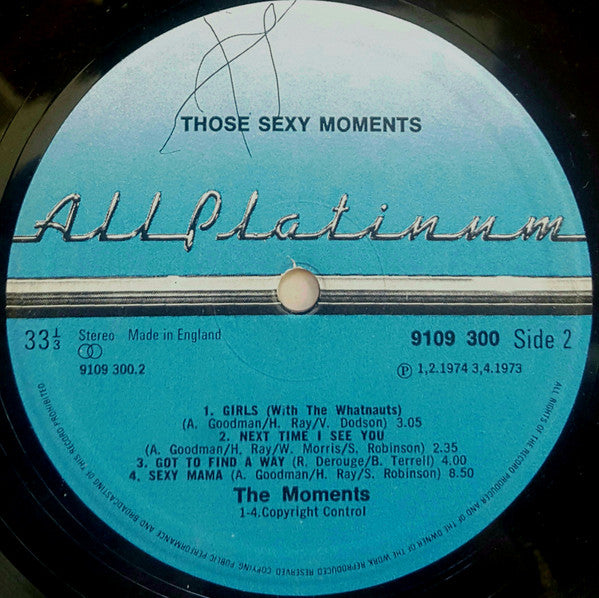 THOSE SEXY MOMENTS
All Platinum
33⅓ Stereo Made in England 9109 300 Side 2
9109 300.2 Ⓟ 1,2.1974 3,4.1973
1. GIRLS (With The Whatnauts)
(A. Goodman/H. Ray/V. Dodson) 3.05
2. NEXT TIME I SEE YOU
(A. Goodman/H, Ray/W. Morris/S. Robinson) 2.35
3. GOT TO FIND A WAY (R. Derouge/B. Terrell) 4.00
4. SEXY MAMA (A. Goodman/H. Ray/S. Robinson) 8.50
The Moments
1-4.Copyright Control
ALL RIGHTS OF THE RECORD PRODUCER AND OF THE OWNER OF THE WORK REPRODUCED RESERVED COPYING PUBLIC PERFORMANCE AND BROADCASTING OF THIS RECORD PROHIBITED